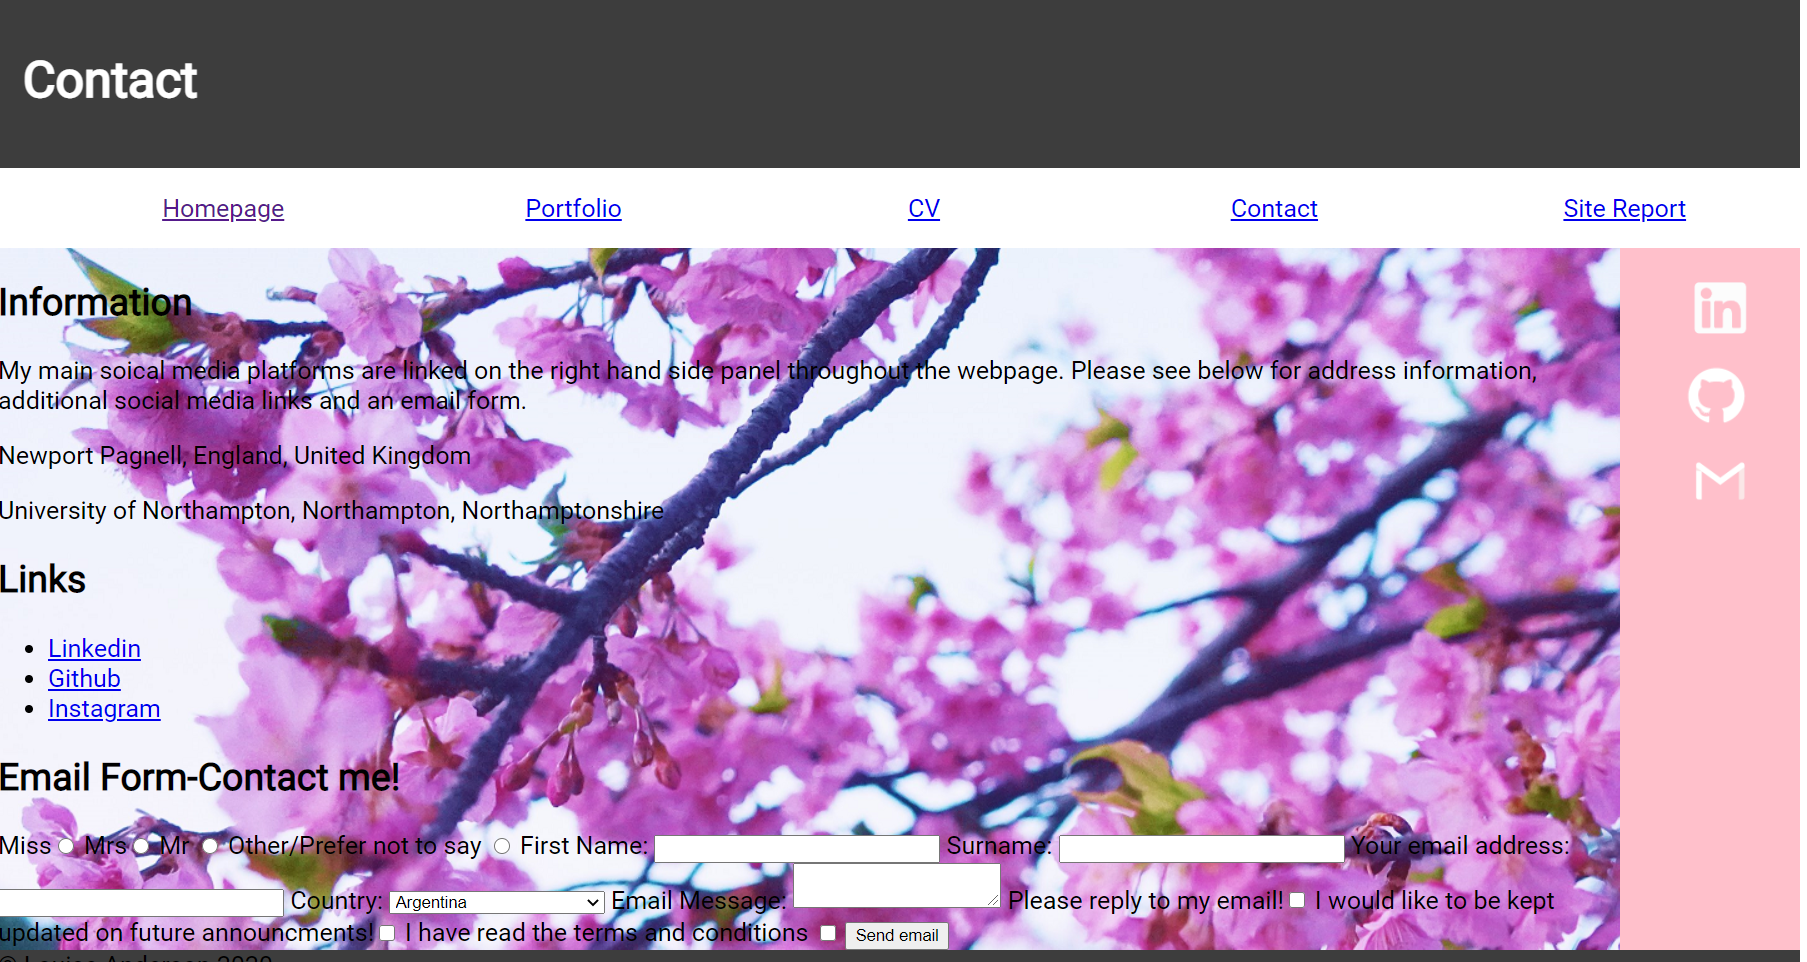 Contact
Homepage Portfolio CV Contact Site Report
Information
My main soical media platforms are linked on the right hand side panel throughout the webpage. Please see below for address information,
additional social media links and an email form.
Newport Pagnell, England, United Kingdom
University of Northampton, Northampton, Northamptonshire
Links
Linkedin
Github
Instagram
Email Form-Contact me!
Miss Mrs Mr Other/Prefer not to say First Name: Surname: Your email address:
Country: Argentina Email Message: Please reply to my email! I would like to be kept
updated on future announcments! I have read the terms and conditions Send email